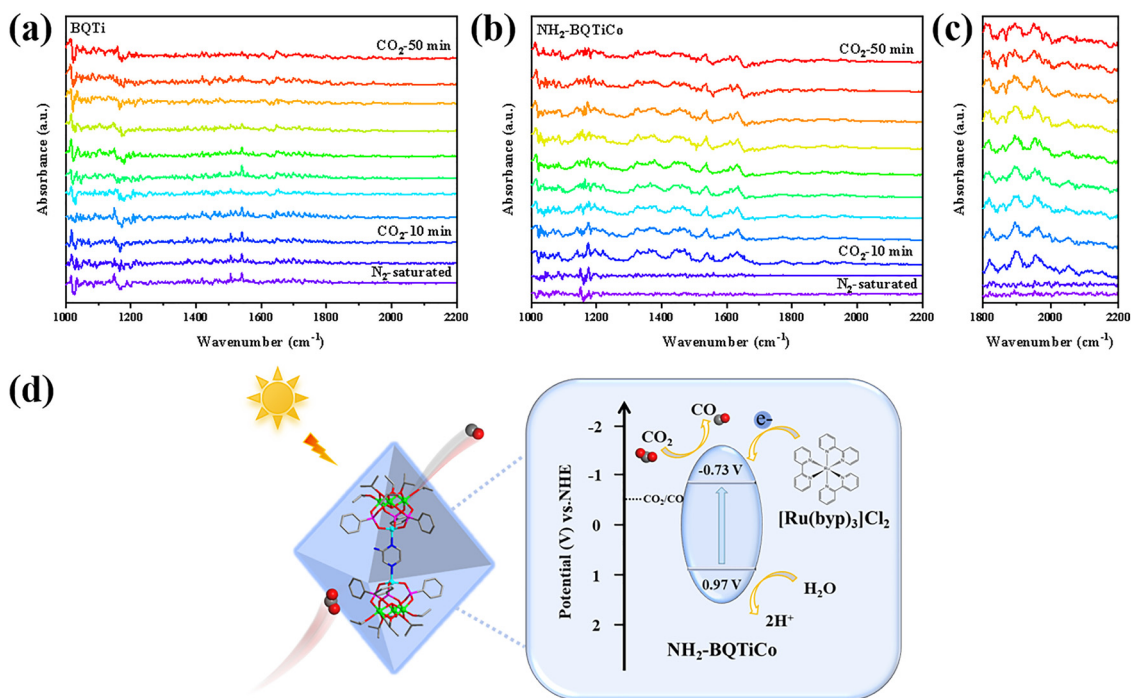 (a)
BQTi
CO₂-50 min
CO₂-10 min
N₂-saturated
Absorbance (a.u.)
1000 1200 1400 1600 1800 2000 2200
Wavenumber (cm⁻¹)
(b)
NH₂-BQTiCo
CO₂-50 min
CO₂-10 min
N₂-saturated
Absorbance (a.u.)
1000 1200 1400 1600 1800 2000 2200
Wavenumber (cm⁻¹)
(c)
Absorbance (a.u.)
1800 1900 2000 2100 2200
Wavenumber (cm⁻¹)
(d)
Potential (V) vs.NHE
-2
-1
0
1
2
CO₂
CO
e-
-0.73 V
CO₂/CO
[Ru(byp)₃]Cl₂
0.97 V
H₂O
2H⁺
NH₂-BQTiCo